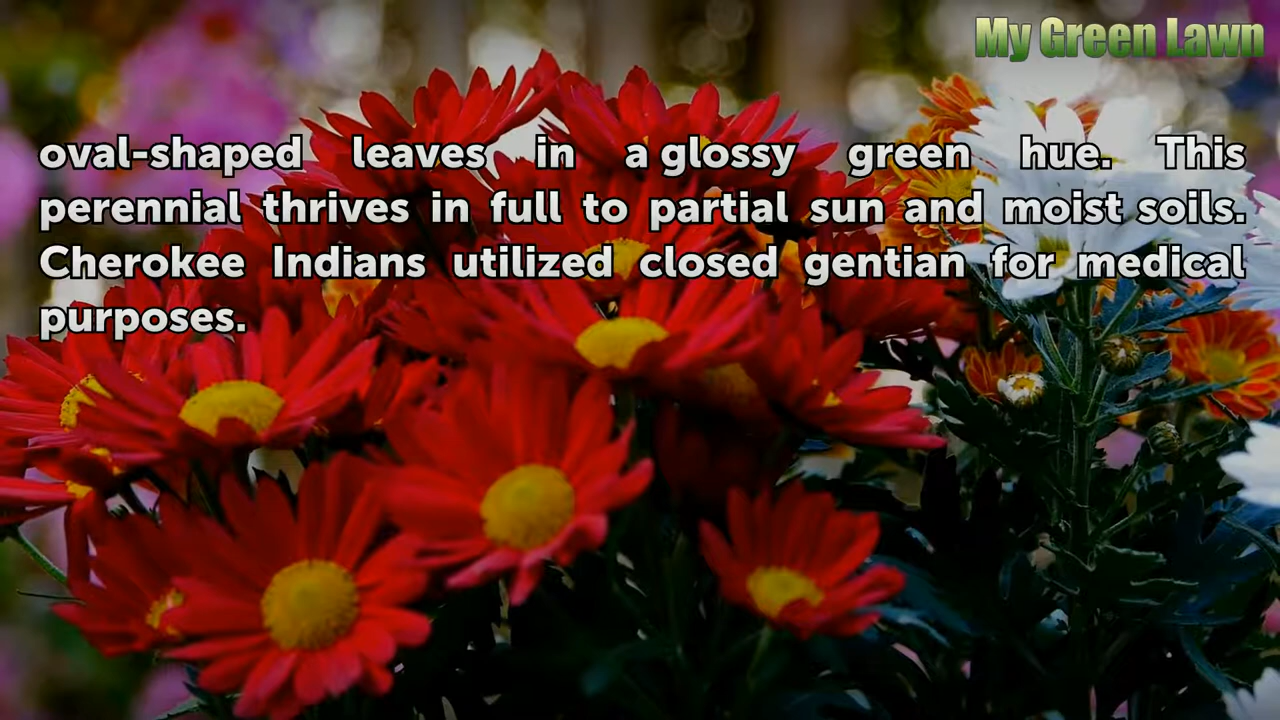 My Green Lawn
oval-shaped leaves in a glossy green hue. This
perennial thrives in full to partial sun and moist soils.
Cherokee Indians utilized closed gentian for medical
purposes.